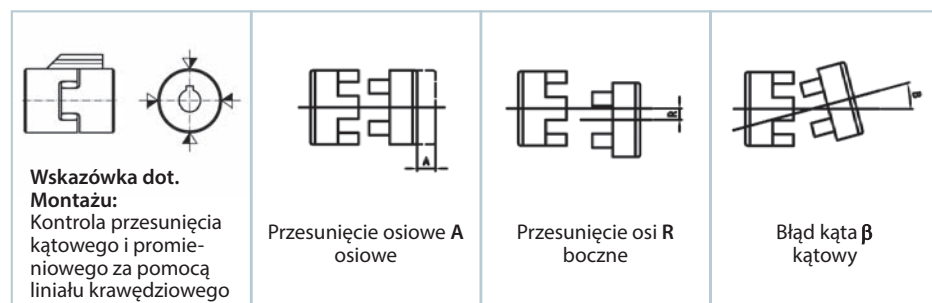 A
R
B
Wskazówka dot.
Montażu:
Kontrola przesunięcia
kątowego i promie-
niowego za pomocą
liniału krawędziowego
Przesunięcie osiowe A
osiowe
Przesunięcie osi R
boczne
Błąd kąta β
kątowy